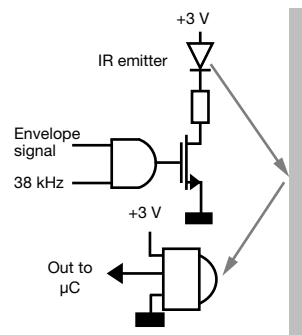 +3 V
IR emitter
Envelope
signal
38 kHz
+3 V
Out to
µC